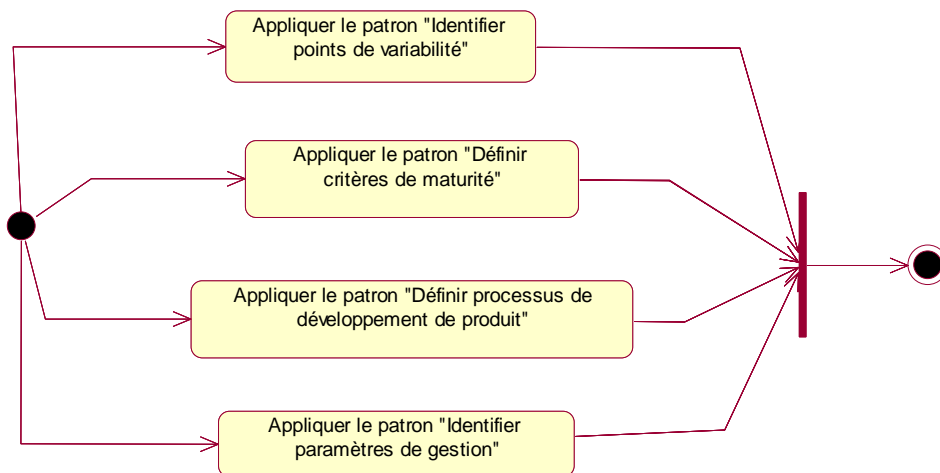 Appliquer le patron "Identifier
points de variabilité"
Appliquer le patron "Définir
critères de maturité"
Appliquer le patron "Définir processus de
développement de produit"
Appliquer le patron "Identifier
paramètres de gestion"